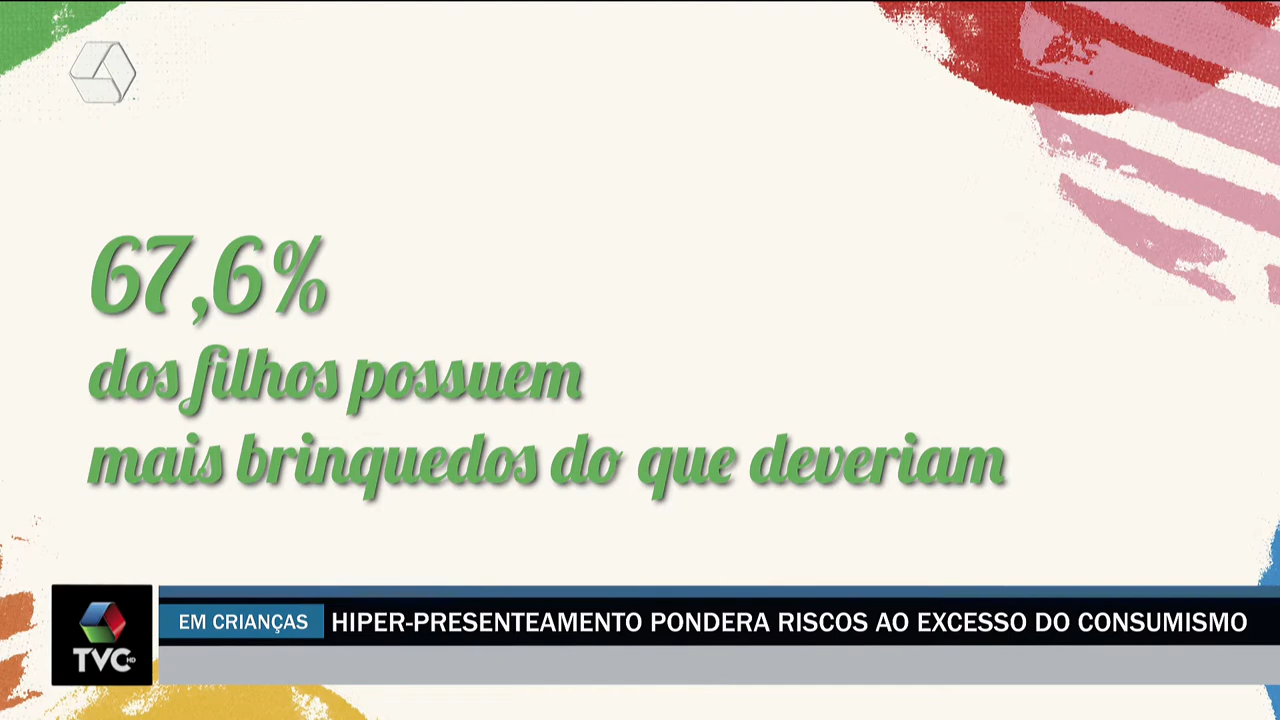 67,6%
dos filhos possuem
mais brinquedos do que deveriam
EM CRIANÇAS HIPER-PRESENTEAMENTO PONDERA RISCOS AO EXCESSO DO CONSUMISMO
TVC HD